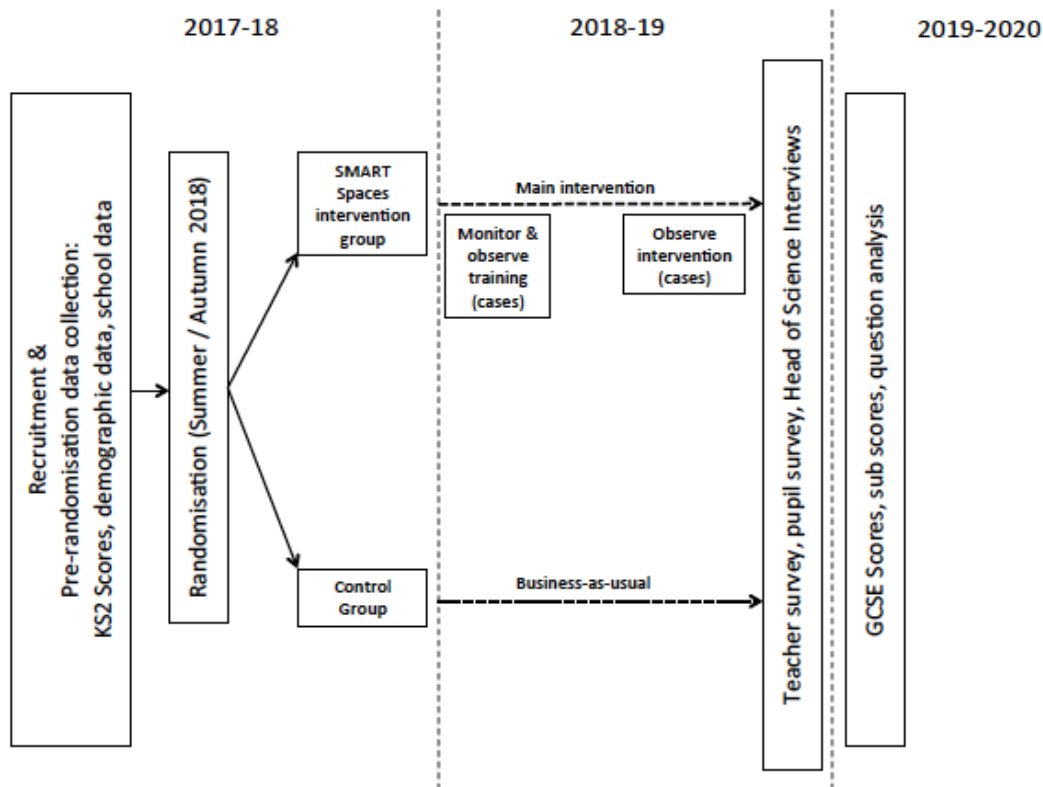 2017-18
2018-19
2019-2020
Recruitment &
Pre-randomisation data collection:
KS2 Scores, demographic data, school data
Randomisation (Summer / Autumn 2018)
SMART
Spaces
intervention
group
Control
Group
Main intervention
Monitor &
observe
training
(cases)
Observe
intervention
(cases)
Business-as-usual
Teacher survey, pupil survey, Head of Science Interviews
GCSE Scores, sub scores, question analysis